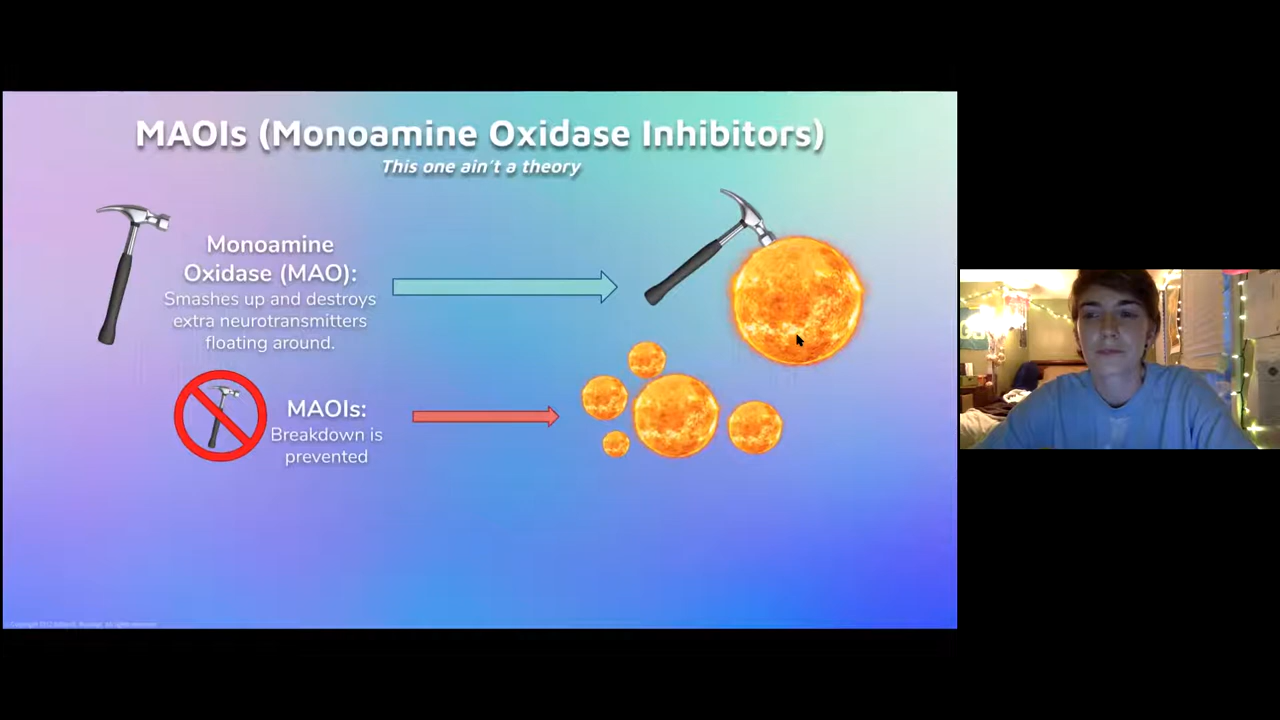 MAOIs (Monoamine Oxidase Inhibitors)
This one ain't a theory
Monoamine
Oxidase (MAO):
Smashes up and destroys
extra neurotransmitters
floating around.
MAOIs:
Breakdown is
prevented